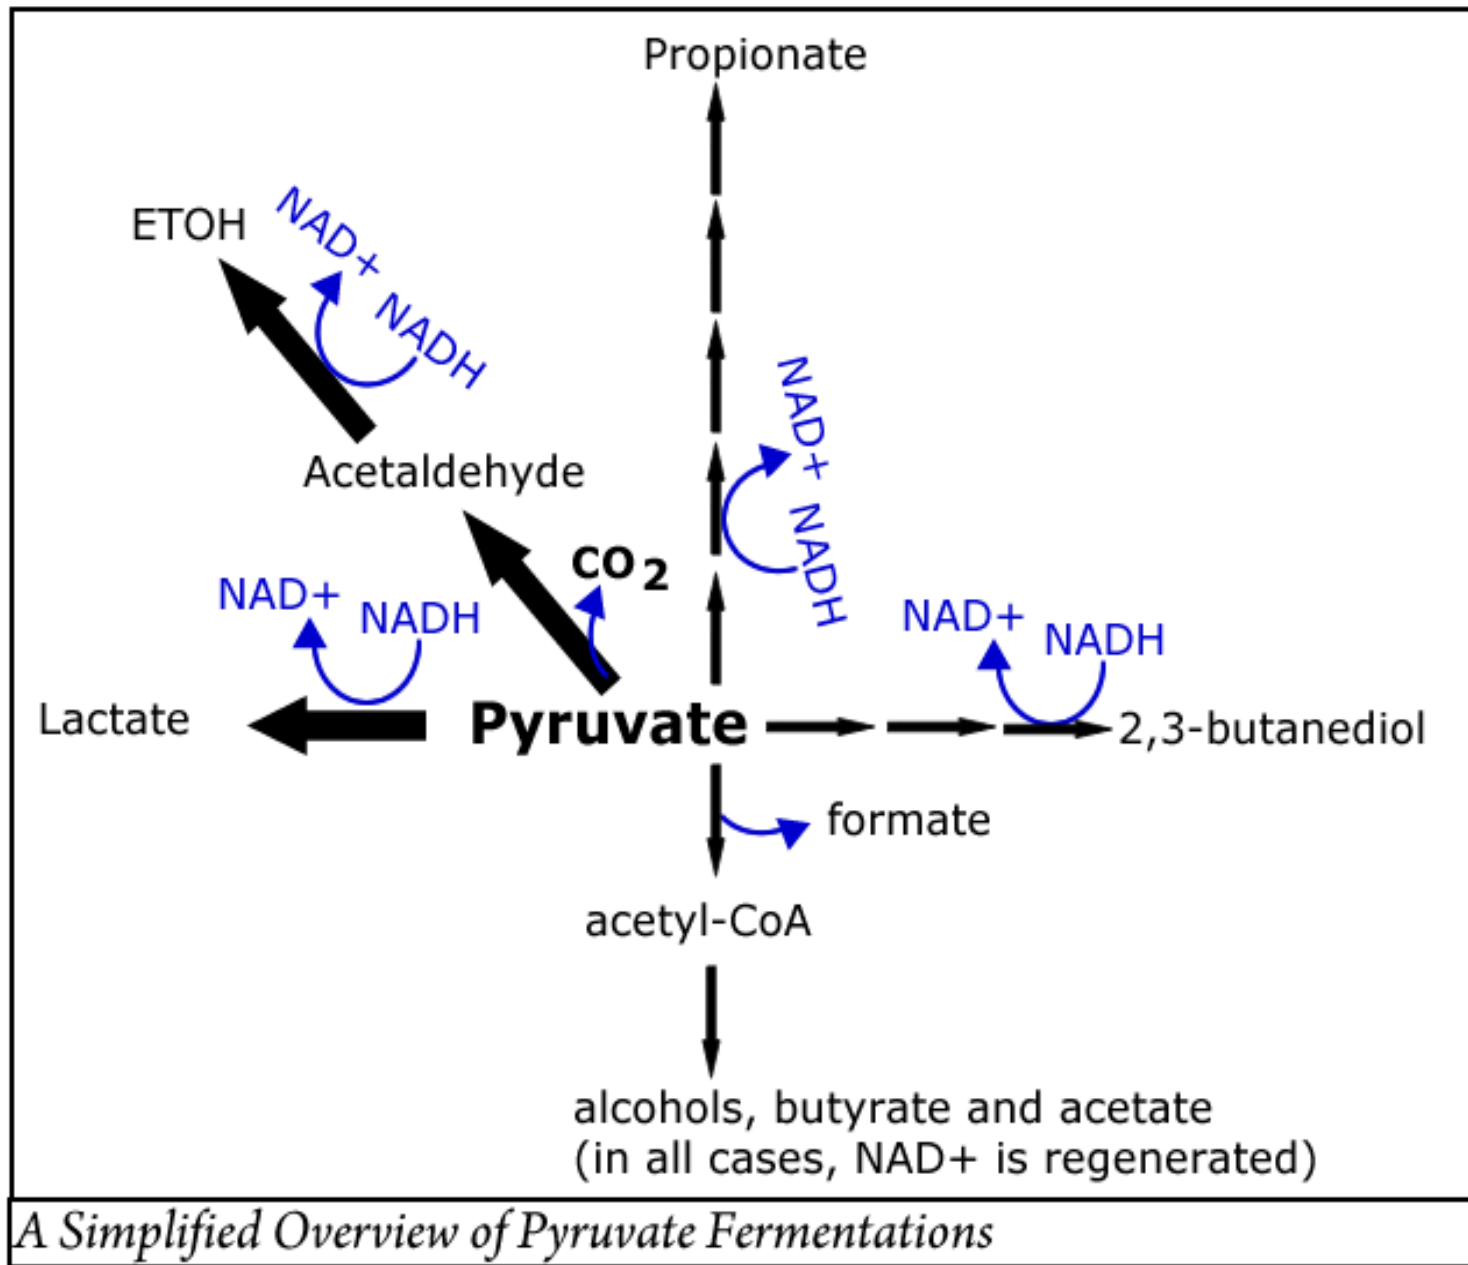 Propionate
ETOH
NAD+
NADH
NAD+
NADH
Acetaldehyde
CO2
NAD+
NADH
NAD+
NADH
Lactate
Pyruvate
2,3-butanediol
formate
acetyl-CoA
alcohols, butyrate and acetate
(in all cases, NAD+ is regenerated)
A Simplified Overview of Pyruvate Fermentations